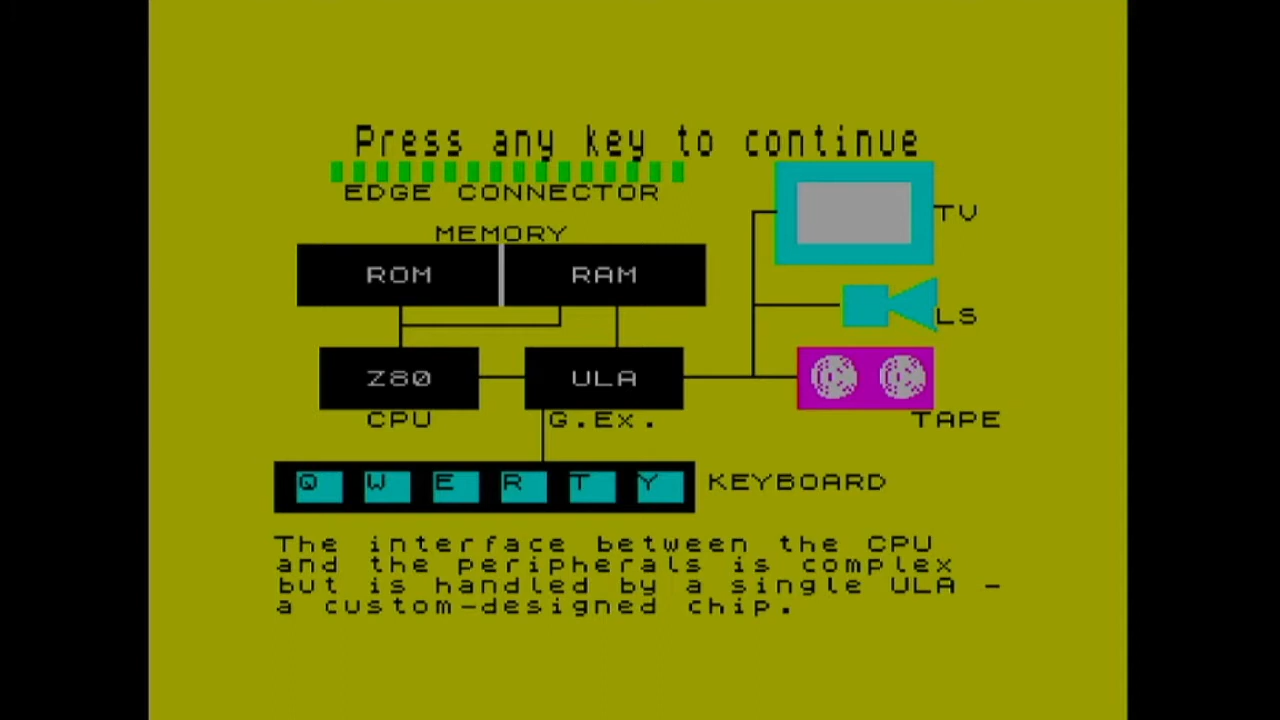 Press any key to continue
EDGE CONNECTOR
TV
MEMORY
ROM RAM
LS
Z80 ULA
CPU G.Ex. TAPE
Q W E R T Y KEYBOARD
The interface between the CPU
and the peripherals is complex
but is handled by a single ULA -
a custom-designed chip.